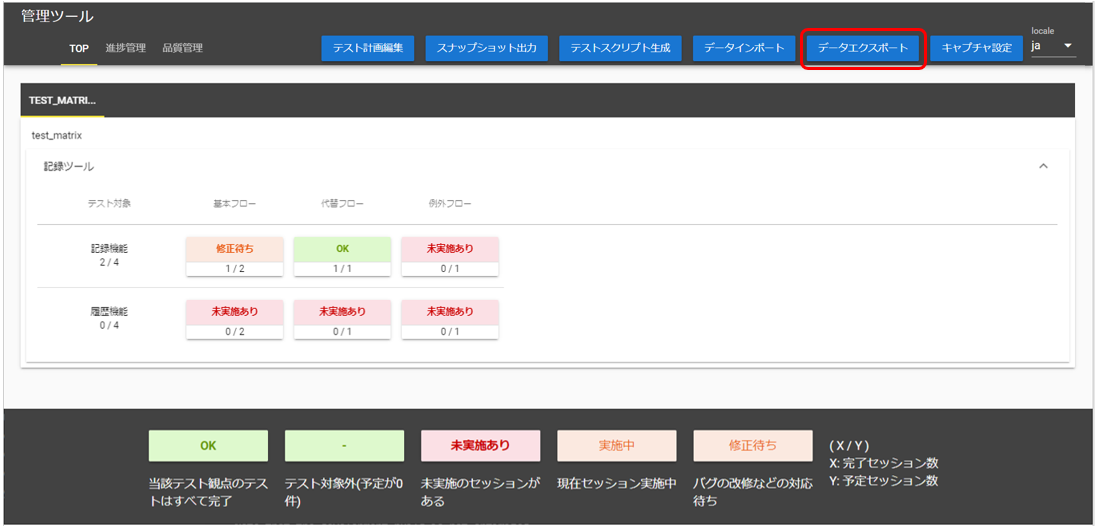 管理ツール
locale
TOP 進捗管理 品質管理 テスト計画編集 スナップショット出力 テストスクリプト生成 データインポート データエクスポート キャプチャ設定 ja
TEST_MATRI...
test_matrix
記録ツール
テスト対象 基本フロー 代替フロー 例外フロー
記録機能 修正待ち OK 未実施あり
2 / 4 1 / 2 1 / 1 0 / 1
履歴機能 未実施あり 未実施あり 未実施あり
0 / 4 0 / 2 0 / 1 0 / 1
OK - 未実施あり 実施中 修正待ち
当該テスト観点のテス
トはすべて完了
テスト対象外(予定が0
件)
未実施のセッションが
ある
現在セッション実施中
バグの改修などの対応
待ち
( X / Y )
X: 完了セッション数
Y: 予定セッション数